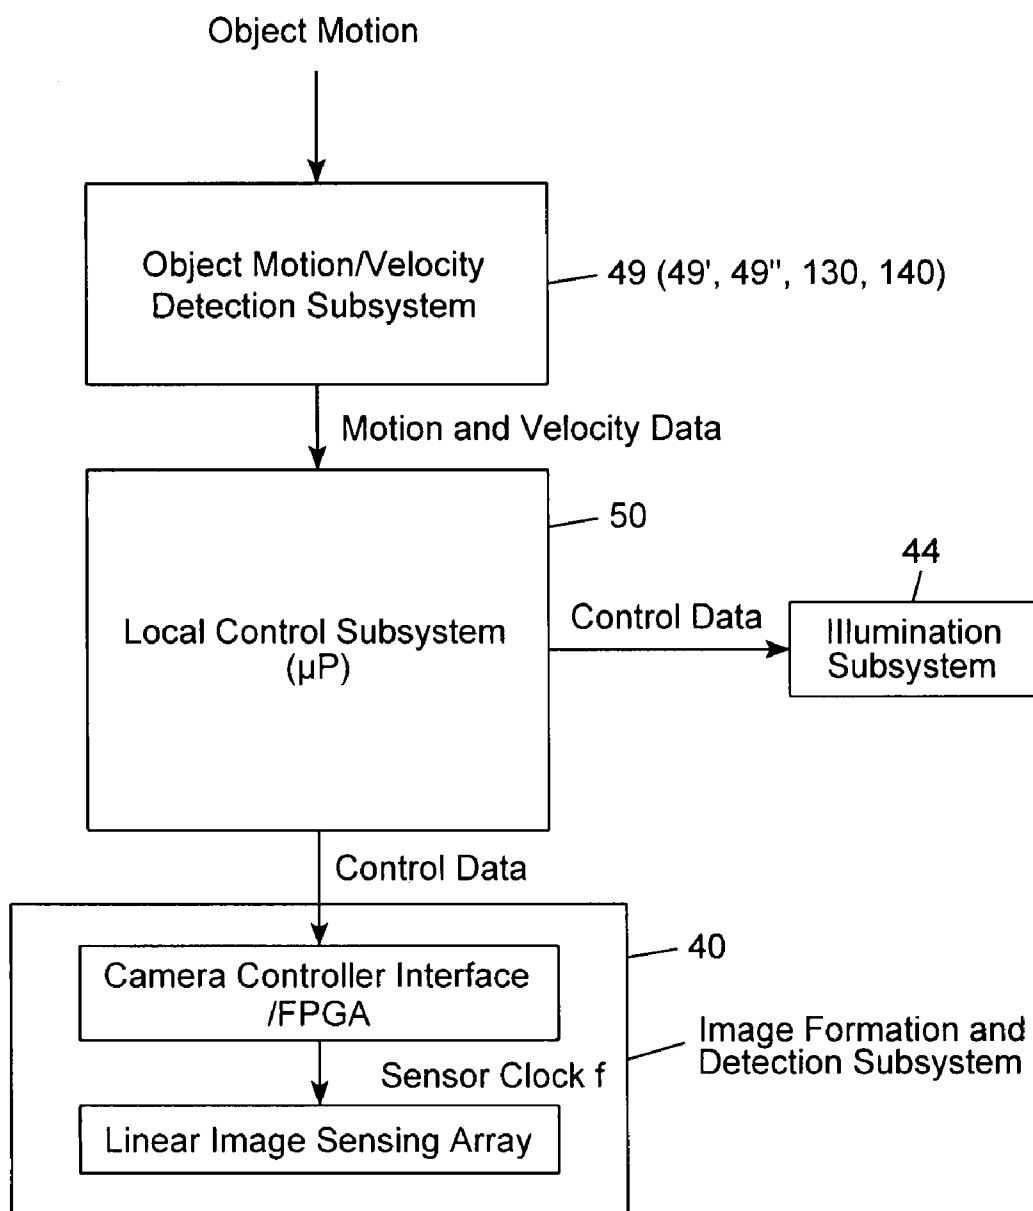 Object Motion
Object Motion/Velocity
Detection Subsystem
49 (49', 49'', 130, 140)
Motion and Velocity Data
50
Local Control Subsystem
(µP)
44
Control Data
Illumination
Subsystem
Control Data
40
Camera Controller Interface
/FPGA
Image Formation and
Detection Subsystem
Sensor Clock f
Linear Image Sensing Array